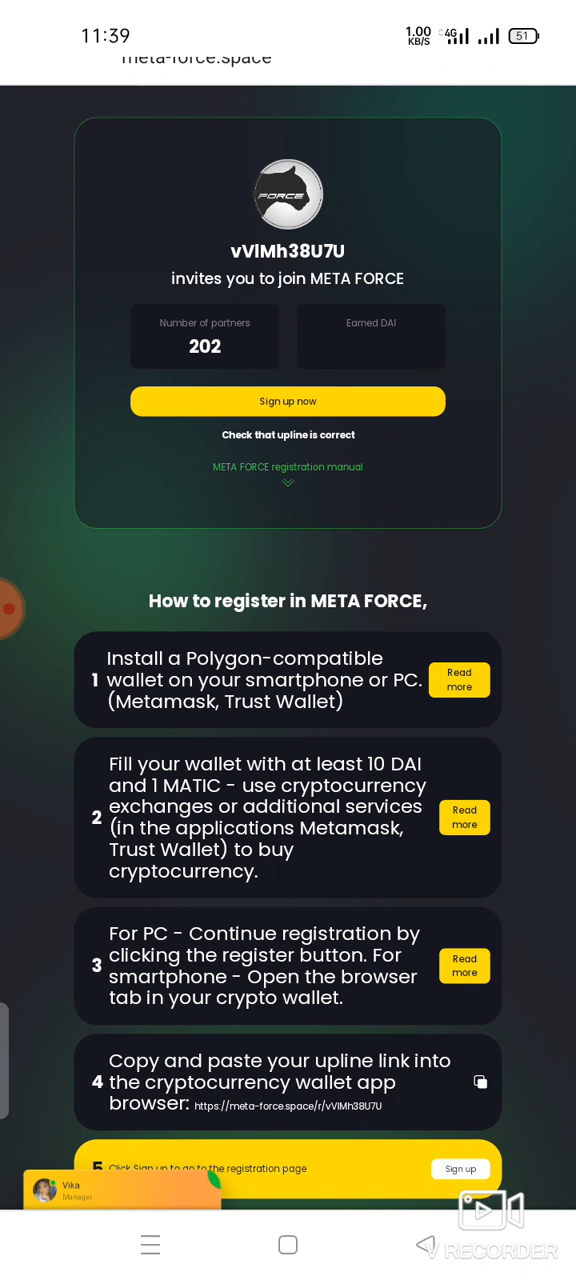 11:39
1.00
KB/S
4G
51
meta-force.space
FORCE
vVlMh38U7U
invites you to join META FORCE
Number of partners
202
Earned DAI
Sign up now
Check that upline is correct
META FORCE registration manual
How to register in META FORCE,
1
Install a Polygon-compatible
wallet on your smartphone or PC.
(Metamask, Trust Wallet)
Read
more
2
Fill your wallet with at least 10 DAI
and 1 MATIC - use cryptocurrency
exchanges or additional services
(in the applications Metamask,
Trust Wallet) to buy
cryptocurrency.
Read
more
3
For PC - Continue registration by
clicking the register button. For
smartphone - Open the browser
tab in your crypto wallet.
Read
more
4
Copy and paste your upline link into
the cryptocurrency wallet app
browser: https://meta-force.space/r/vVlMh38U7U
5
Click Sign up to go to the registration page
Sign up
Vika
Manager
V RECORDER